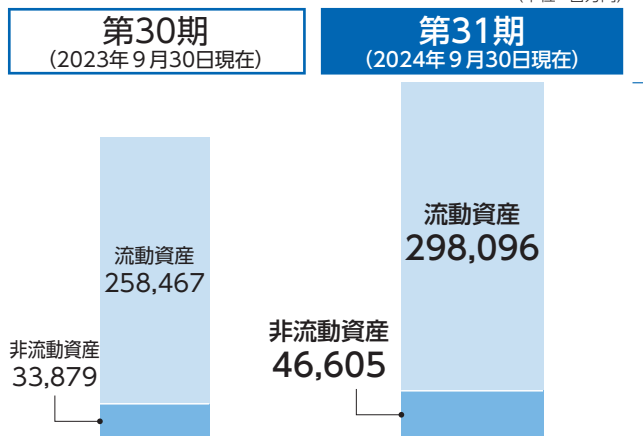 第30期
（2023年９月30日現在）
第31期
（2024年９月30日現在）
流動資産
258,467
非流動資産
33,879
流動資産
298,096
非流動資産
46,605